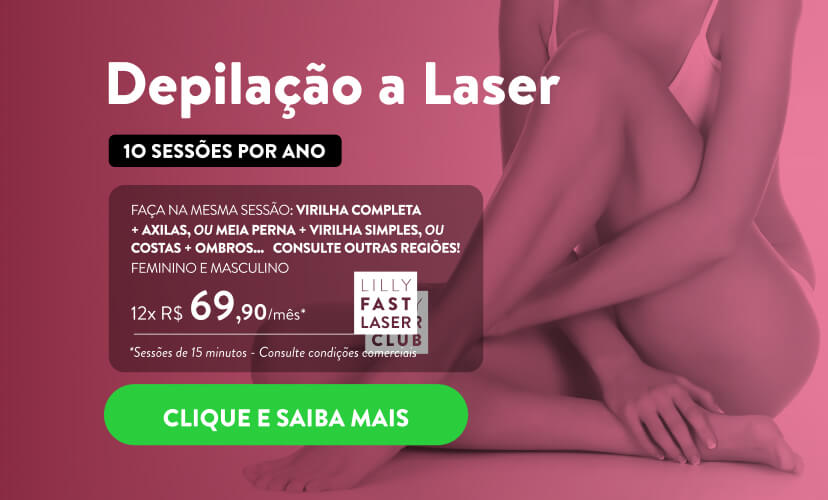 Depilação a Laser
10 SESSÕES POR ANO
FAÇA NA MESMA SESSÃO: VIRILHA COMPLETA
+ AXILAS, OU MEIA PERNA + VIRILHA SIMPLES, OU
COSTAS + OMBROS... CONSULTE OUTRAS REGIÕES!
FEMININO E MASCULINO
12x R$ 69,90/mês*
LILLY
FAST
LASER
CLUB
*Sessões de 15 minutos - Consulte condições comerciais
CLIQUE E SAIBA MAIS